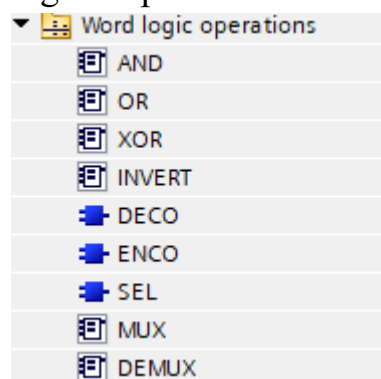 Word logic operations
AND
OR
XOR
INVERT
DECO
ENCO
SEL
MUX
DEMUX